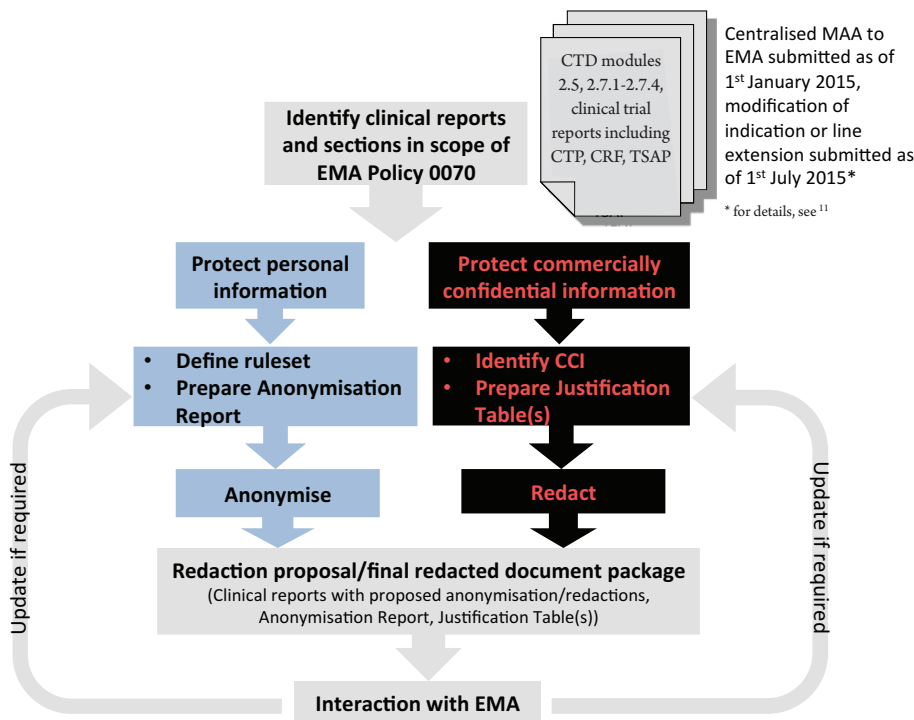 CTD modules
2.5, 2.7.1-2.7.4,
clinical trial
reports including
CTP, CRF, TSAP
Centralised MAA to
EMA submitted as of
1st January 2015,
modification of
indication or line
extension submitted as
of 1st July 2015*
* for details, see 11
Identify clinical reports
and sections in scope of
EMA Policy 0070
Protect personal
information
Protect commercially
confidential information
• Define ruleset
• Prepare Anonymisation
Report
• Identify CCI
• Prepare Justification
Table(s)
Anonymise
Redact
Redaction proposal/final redacted document package
(Clinical reports with proposed anonymisation/redactions,
Anonymisation Report, Justification Table(s))
Update if required
Update if required
Interaction with EMA